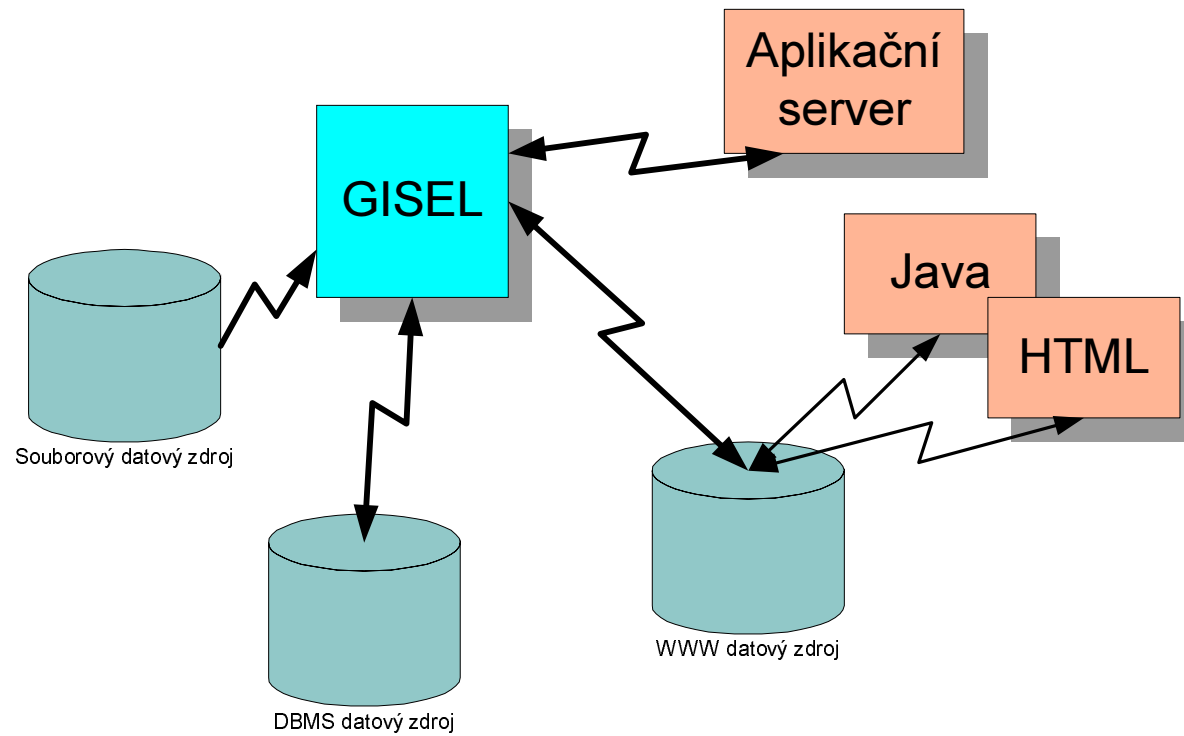 Aplikační
server
GISEL
Java
HTML
Souborový datový zdroj
WWW datový zdroj
DBMS datový zdroj